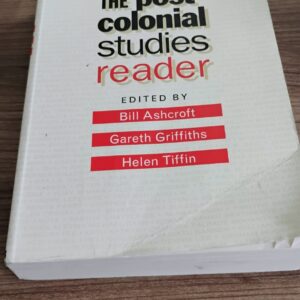 THE post
colonial
studies
reader
EDITED BY
Bill Ashcroft
Gareth Griffiths
Helen Tiffin